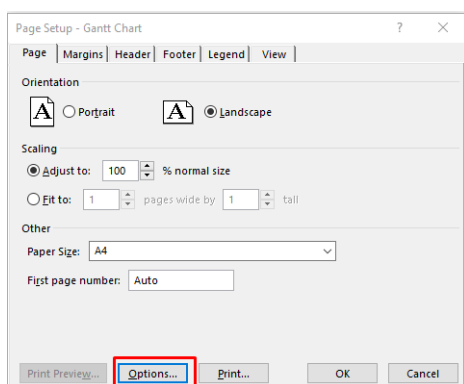 Page Setup - Gantt Chart ? ×
Page Margins Header Footer Legend View
Orientation
A Portrait A Landscape
Scaling
Adjust to: 100 % normal size
Fit to: 1 pages wide by 1 tall
Other
Paper Size: A4
First page number: Auto
Print Preview... Options... Print... OK Cancel